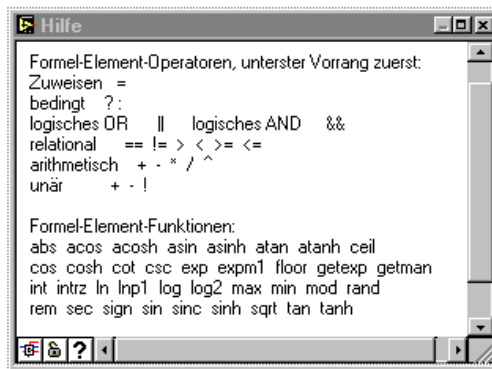 Hilfe
Formel-Element-Operatoren, unterster Vorrang zuerst:
Zuweisen =
bedingt ? :
logisches OR || logisches AND &&
relational == != > < >= <=
arithmetisch + - * / ^
unär + - !
Formel-Element-Funktionen:
abs acos acosh asin asinh atan atanh ceil
cos cosh cot csc exp expm1 floor getexp getman
int intrz ln lnp1 log log2 max min mod rand
rem sec sign sin sinc sinh sqrt tan tanh
?